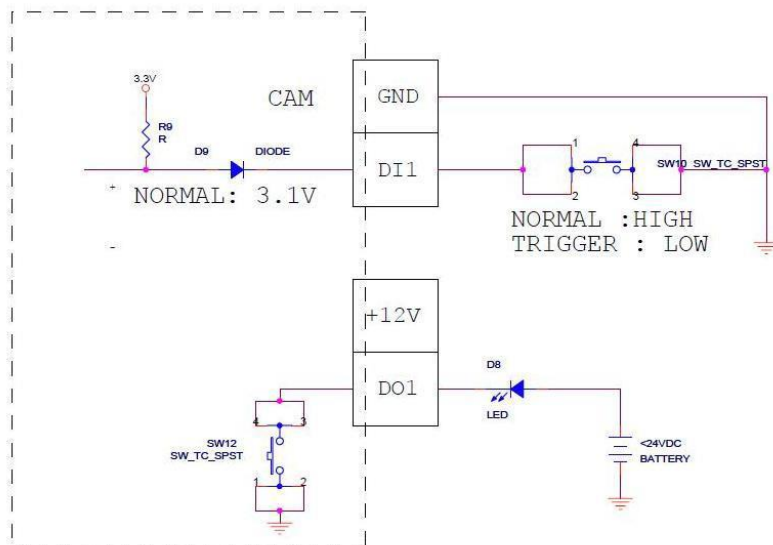 3.3V
CAM
GND
R9
R
D9
DIODE
DI1
1
4
SW10 SW_TC_SPST
2
3
+
NORMAL: 3.1V
-
NORMAL :HIGH
TRIGGER : LOW
+12V
D8
DO1
LED
4
3
SW12
SW_TC_SPST
<24VDC
BATTERY
1
2